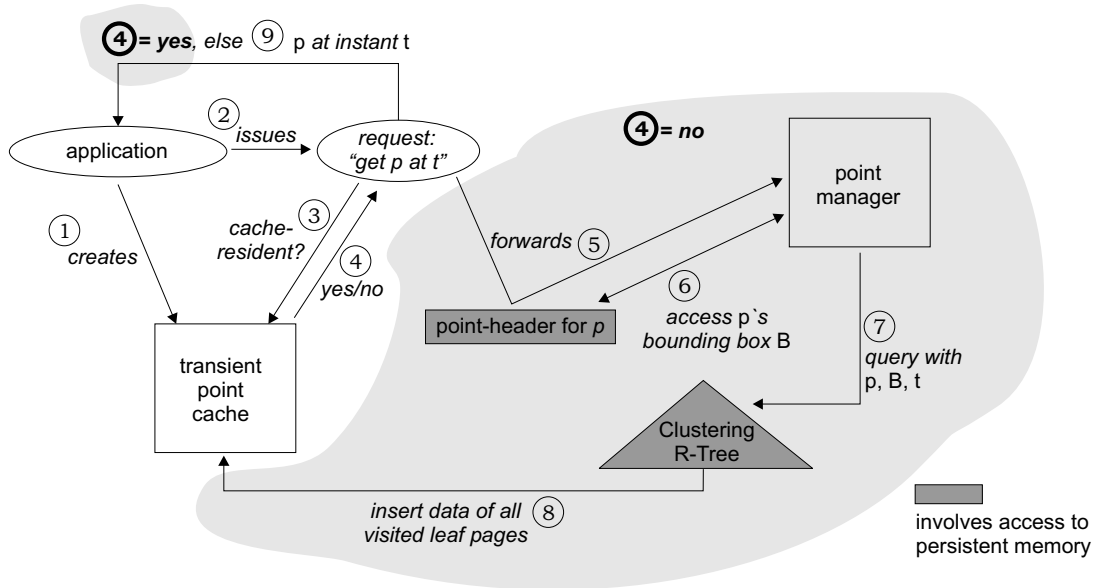 ④ = yes, else ⑨ p at instant t
② issues
application
request:
“get p at t”
④ = no
point
manager
① creates
③ cache-
resident?
④ yes/no
forwards ⑤
⑥
access p`s
bounding box B
point-header for p
⑦
query with
p, B, t
transient
point
cache
Clustering
R-Tree
insert data of all ⑧
visited leaf pages
involves access to
persistent memory